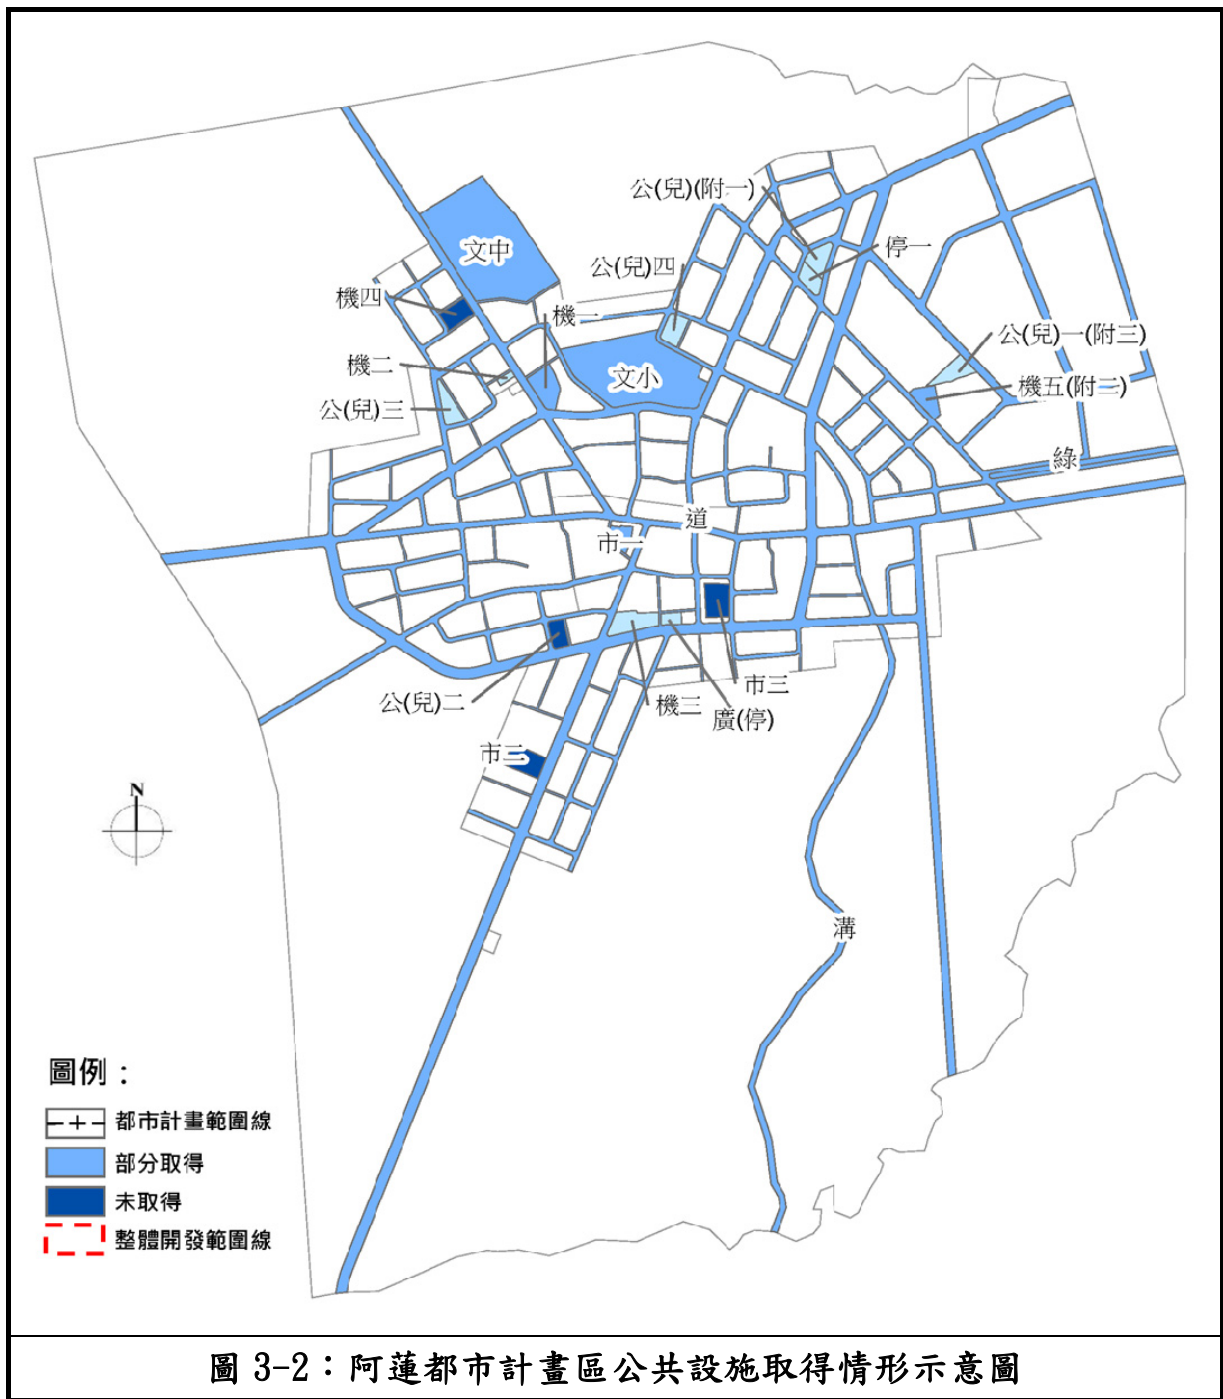 公(兒)(附一)
文中
停一
公(兒)四
機四
機一
公(兒)一(附三)
機二
文小
機五(附二)
公(兒)三
綠
道
市一
市三
公(兒)二
機三
廣(停)
市二
N
溝
圖例：
都市計畫範圍線
部分取得
未取得
整體開發範圍線
圖 3-2：阿蓮都市計畫區公共設施取得情形示意圖